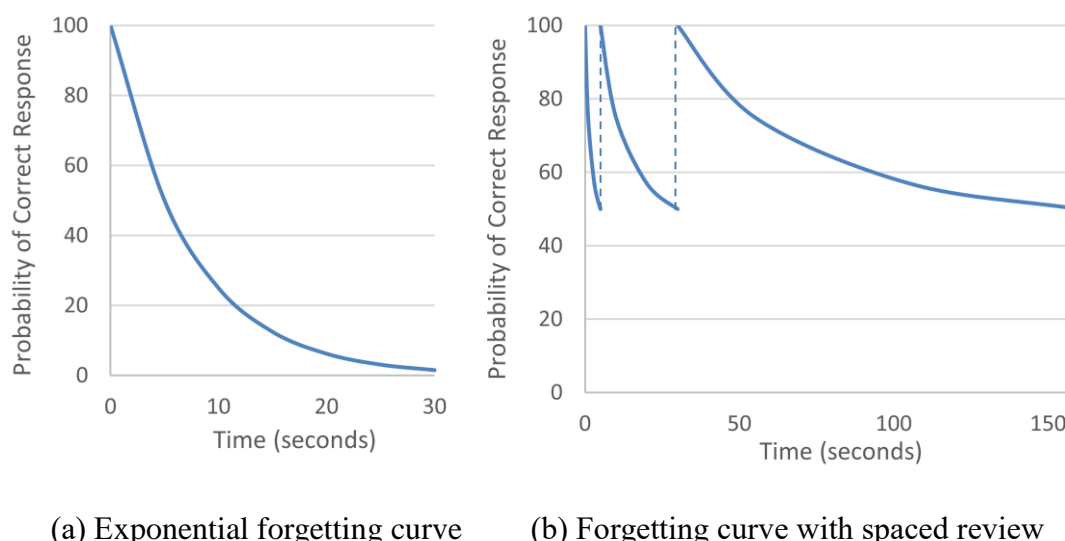 Probability of Correct Response
100
80
60
40
20
0
0 10 20 30
Time (seconds)
(a) Exponential forgetting curve
Probability of Correct Response
100
80
60
40
20
0
0 50 100 150
Time (seconds)
(b) Forgetting curve with spaced review